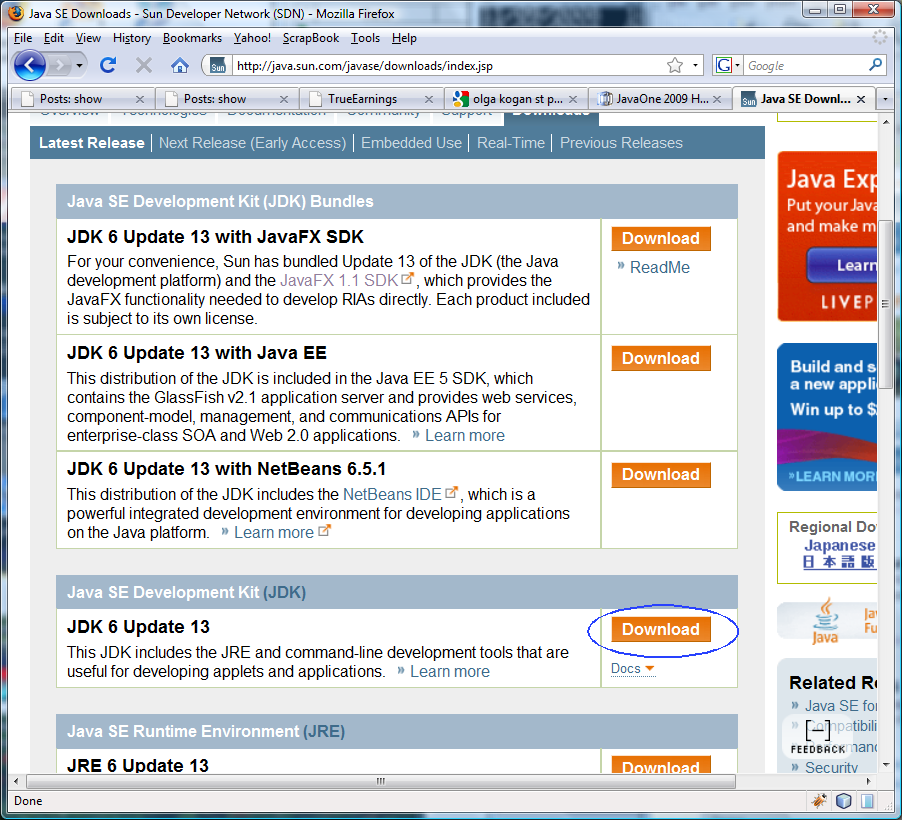 Java SE Downloads - Sun Developer Network (SDN) - Mozilla Firefox
File Edit View History Bookmarks Yahoo! ScrapBook Tools Help
Sun http://java.sun.com/javase/downloads/index.jsp G Google
Posts: show Posts: show TrueEarnings olga kogan st p... JavaOne 2009 H... Sun Java SE Downl...
Overview Technologies Documentation Community Support Downloads
Latest Release Next Release (Early Access) Embedded Use Real-Time Previous Releases
Java SE Development Kit (JDK) Bundles
JDK 6 Update 13 with JavaFX SDK
For your convenience, Sun has bundled Update 13 of the JDK (the Java
development platform) and the JavaFX 1.1 SDK, which provides the
JavaFX functionality needed to develop RIAs directly. Each product included
is subject to its own license.
Download
» ReadMe
JDK 6 Update 13 with Java EE
This distribution of the JDK is included in the Java EE 5 SDK, which
contains the GlassFish v2.1 application server and provides web services,
component-model, management, and communications APIs for
enterprise-class SOA and Web 2.0 applications. » Learn more
Download
JDK 6 Update 13 with NetBeans 6.5.1
This distribution of the JDK includes the NetBeans IDE, which is a
powerful integrated development environment for developing applications
on the Java platform. » Learn more
Download
Java SE Development Kit (JDK)
JDK 6 Update 13
This JDK includes the JRE and command-line development tools that are
useful for developing applets and applications. » Learn more
Download
Docs
Java SE Runtime Environment (JRE)
JRE 6 Update 13
Download
Java Exp
Put your Java
and make m
Learn
LIVEP
Build and s
a new appli
Win up to $
»LEARN MOR
Regional Do
Japanese
日本語版
Java
Ja
Fu
Related Re
» Java SE for
» Compatibili
» Security
[--]
FEEDBACK
Done